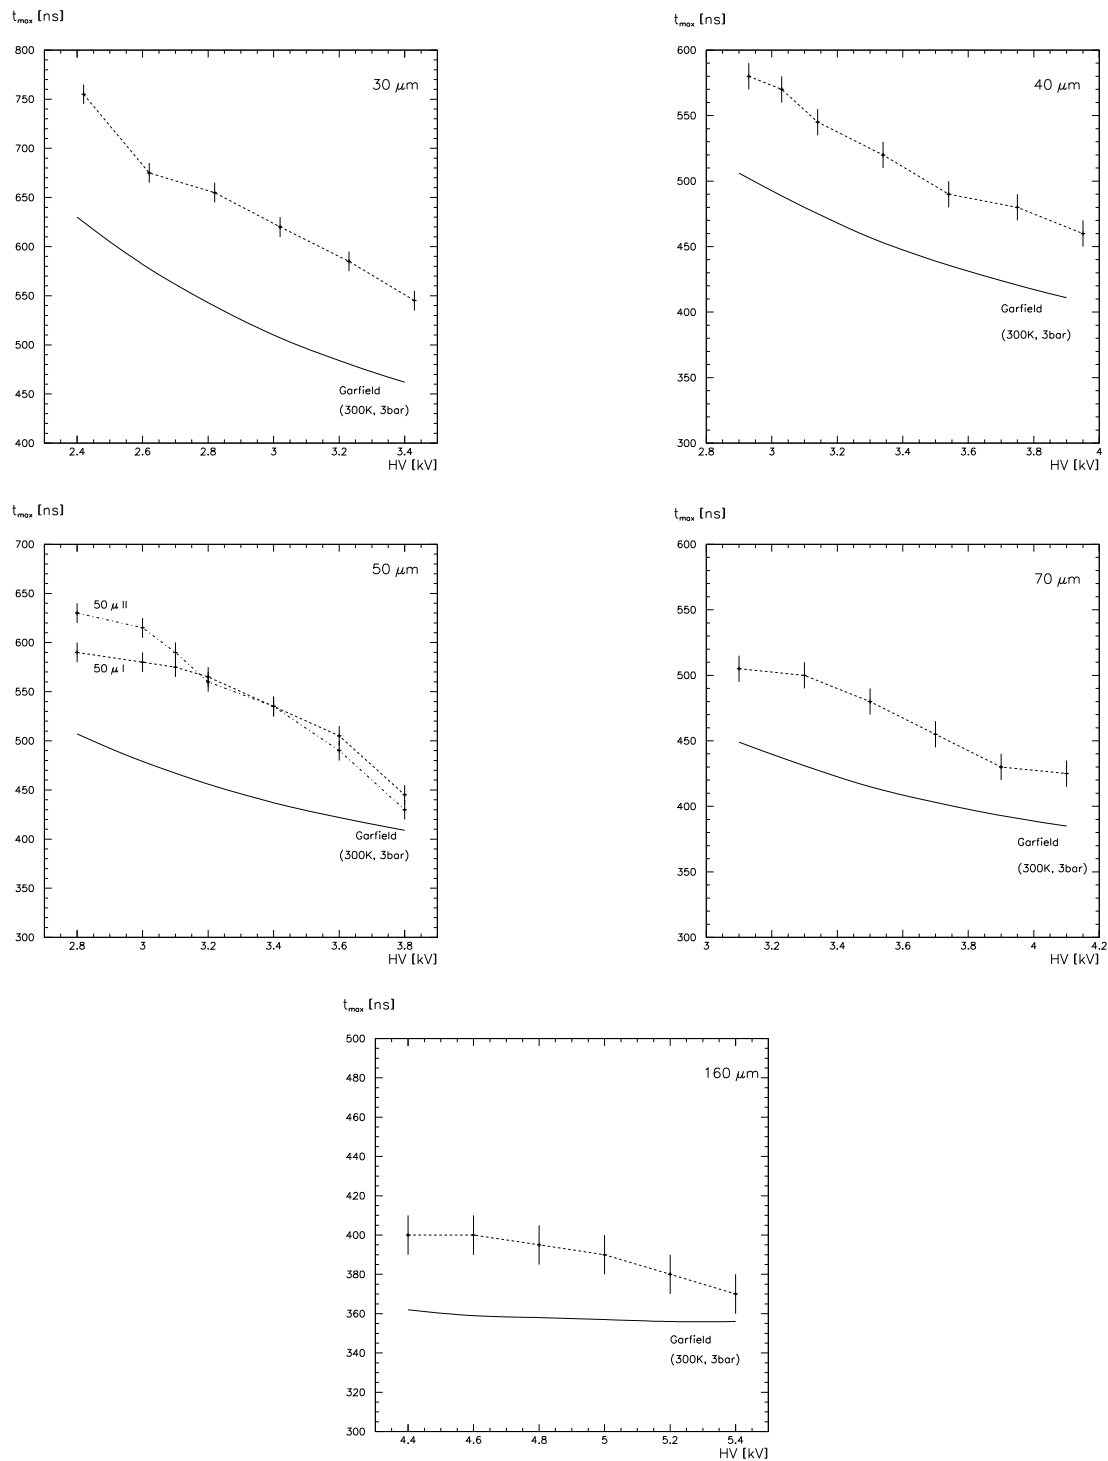 t_max [ns]
800
750
700
650
600
550
500
450
400
30 μm
Garfield
(300K, 3bar)
2.4 2.6 2.8 3 3.2 3.4
HV [kV]
t_max [ns]
600
550
500
450
400
350
300
40 μm
Garfield
(300K, 3bar)
2.8 3 3.2 3.4 3.6 3.8 4
HV [kV]
t_max [ns]
700
650
600
550
500
450
400
350
300
50 μm
50 μ II
50 μ I
Garfield
(300K, 3bar)
2.8 3 3.2 3.4 3.6 3.8
HV [kV]
t_max [ns]
600
550
500
450
400
350
300
70 μm
Garfield
(300K, 3bar)
3 3.2 3.4 3.6 3.8 4 4.2
HV [kV]
t_max [ns]
500
480
460
440
420
400
380
360
340
320
300
160 μm
Garfield
(300K, 3bar)
4.4 4.6 4.8 5 5.2 5.4
HV [kV]